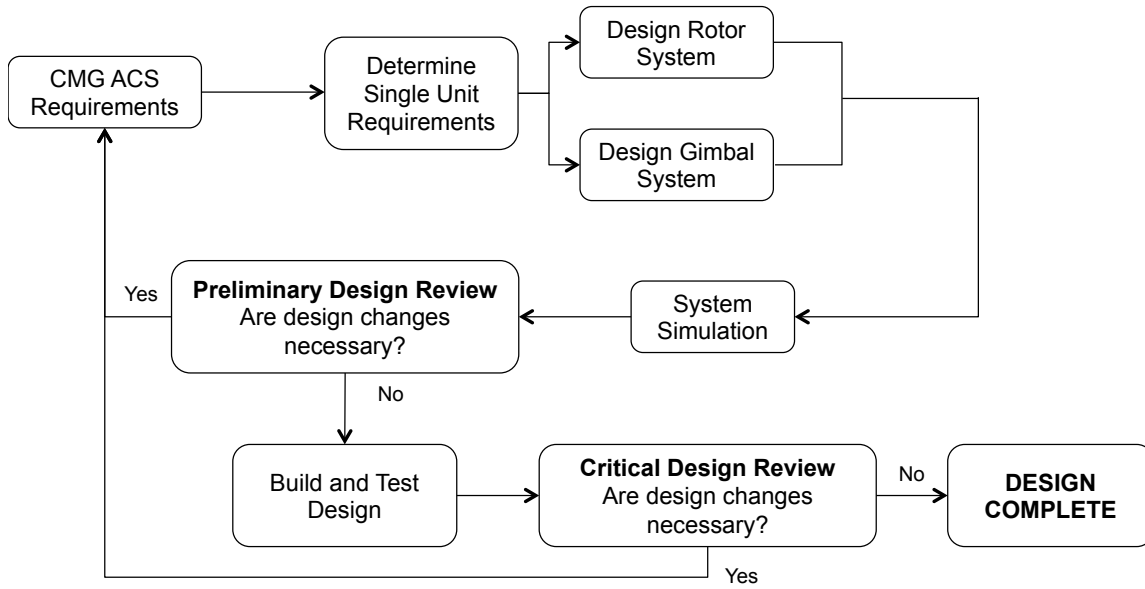 CMG ACS
Requirements
Determine
Single Unit
Requirements
Design Rotor
System
Design Gimbal
System
System
Simulation
Preliminary Design Review
Are design changes
necessary?
Yes
No
Build and Test
Design
Critical Design Review
Are design changes
necessary?
No
Yes
DESIGN
COMPLETE